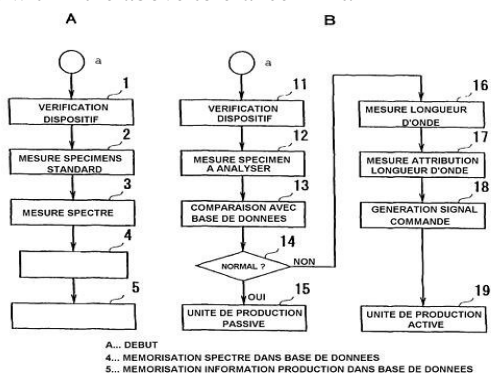 A
B
a
1
VERIFICATION
DISPOSITIF
2
MESURE SPECIMENS
STANDARD
3
MESURE SPECTRE
4
5
a
11
VERIFICATION
DISPOSITIF
12
MESURE SPECIMEN
A ANALYSER
13
COMPARAISON AVEC
BASE DE DONNEES
14
NORMAL ?
NON
OUI
15
UNITE DE PRODUCTION
PASSIVE
16
MESURE LONGUEUR
D'ONDE
17
MESURE ATTRIBUTION
LONGUEUR D'ONDE
18
GENERATION SIGNAL
COMMANDE
19
UNITE DE PRODUCTION
ACTIVE
A... DEBUT
4... MEMORISATION SPECTRE DANS BASE DE DONNEES
5... MEMORISATION INFORMATION PRODUCTION DANS BASE DE DONNEES